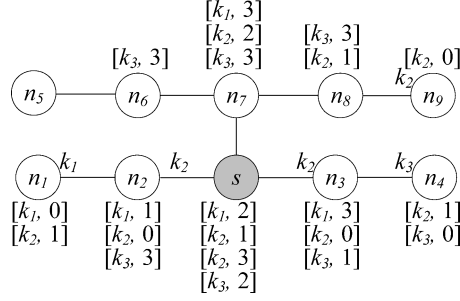 [k₁, 3]
[k₂, 2]
[k₃, 3]
[k₃, 3]
[k₃, 3]
[k₂, 1]
[k₂, 0]
k₂
n₅
n₆
n₇
n₈
n₉
k₁
k₂
k₂
k₃
n₁
n₂
s
n₃
n₄
[k₁, 0]
[k₂, 1]
[k₁, 1]
[k₂, 0]
[k₃, 3]
[k₁, 2]
[k₂, 1]
[k₂, 3]
[k₃, 2]
[k₁, 3]
[k₂, 0]
[k₃, 1]
[k₂, 1]
[k₃, 0]